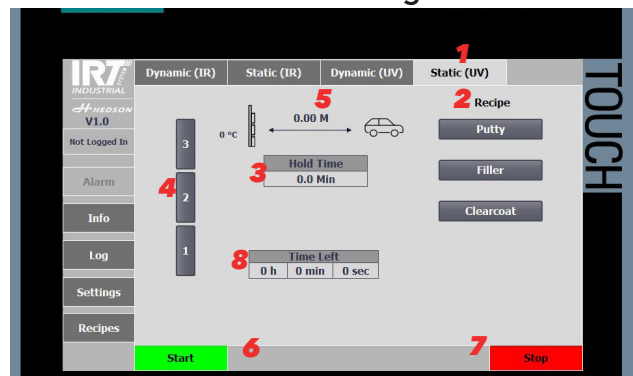 IRT
SYSTEM
INDUSTRIAL
HEDSON
V1.0
Not Logged In
Alarm
Info
Log
Settings
Recipes
Dynamic (IR) Static (IR) Dynamic (UV) Static (UV)
1
2 Recipe
Putty
Filler
Clearcoat
5
0.00 M
0 °C
3
Hold Time
0.0 Min
4
3
2
1
8
Time Left
0 h 0 min 0 sec
Start
6
7
Stop
TOUCH